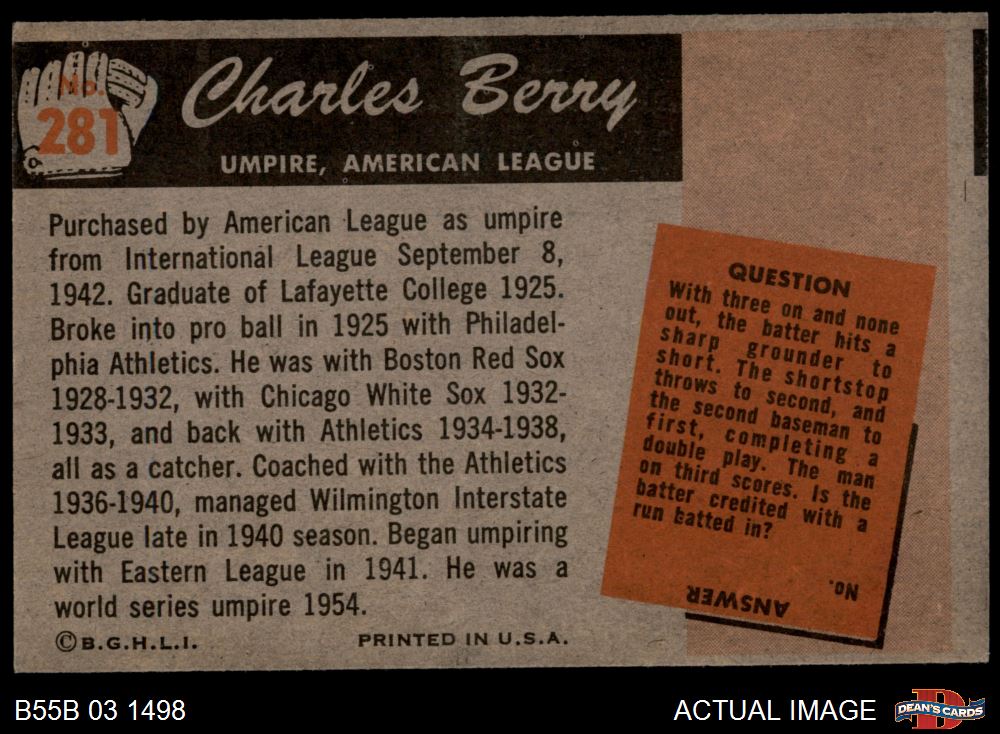 No.
281
Charles Berry
UMPIRE, AMERICAN LEAGUE
Purchased by American League as umpire
from International League September 8,
1942. Graduate of Lafayette College 1925.
Broke into pro ball in 1925 with Philadel-
phia Athletics. He was with Boston Red Sox
1928-1932, with Chicago White Sox 1932-
1933, and back with Athletics 1934-1938,
all as a catcher. Coached with the Athletics
1936-1940, managed Wilmington Interstate
League late in 1940 season. Began umpiring
with Eastern League in 1941. He was a
world series umpire 1954.
©B.G.H.L.I.
PRINTED IN U.S.A.
QUESTION
With three on and none
out, the batter hits a
sharp grounder to
short. The shortstop
throws to second, and
the second baseman to
first, completing a
double play. The man
on third scores. Is the
batter credited with a
run batted in?
No.
ANSWER
B55B 03 1498
ACTUAL IMAGE
DEAN'S CARDS